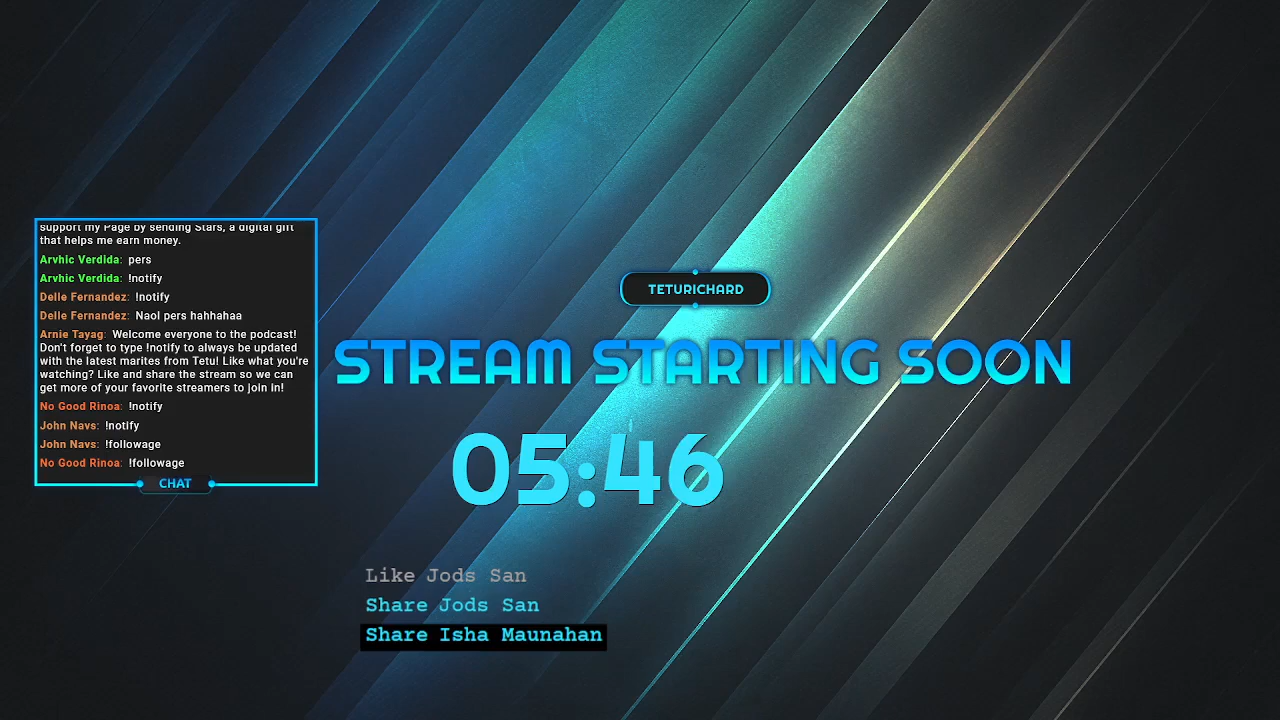 support my Page by sending Stars, a digital gift
that helps me earn money.
Arvhic Verdida: pers
Arvhic Verdida: !notify
Delle Fernandez: !notify
Delle Fernandez: Naol pers hahhahaa
Arnie Tayag: Welcome everyone to the podcast!
Don't forget to type !notify to always be updated
with the latest marites from Tetu! Like what you're
watching? Like and share the stream so we can
get more of your favorite streamers to join in!
No Good Rinoa: !notify
John Navs: !notify
John Navs: !followage
No Good Rinoa: !followage
CHAT
TETURICHARD
STREAM STARTING SOON
05:46
Like Jods San
Share Jods San
Share Isha Maunahan